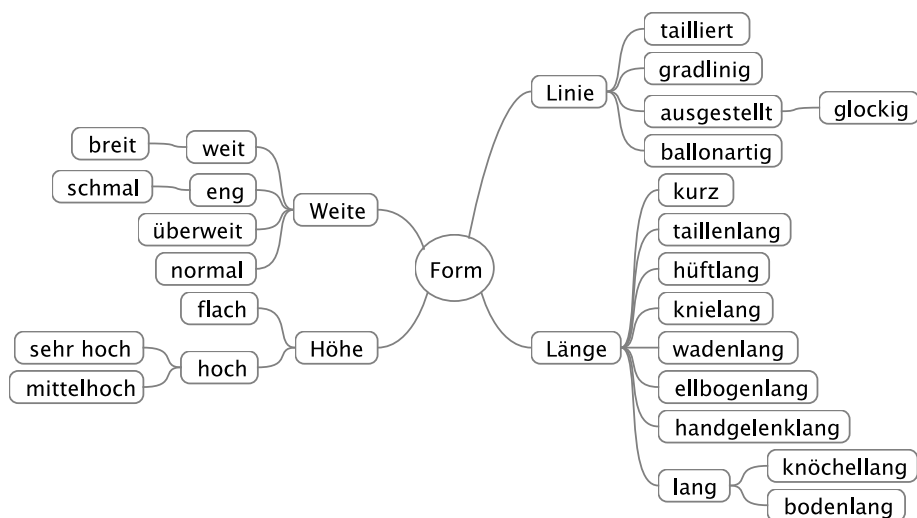 Form
Linie
tailliert
gradlinig
ausgestellt
glockig
ballonartig
Länge
kurz
taillenlang
hüftlang
knielang
wadenlang
ellbogenlang
handgelenklang
lang
knöchellang
bodenlang
Weite
weit
breit
eng
schmal
überweit
normal
Höhe
flach
hoch
sehr hoch
mittelhoch